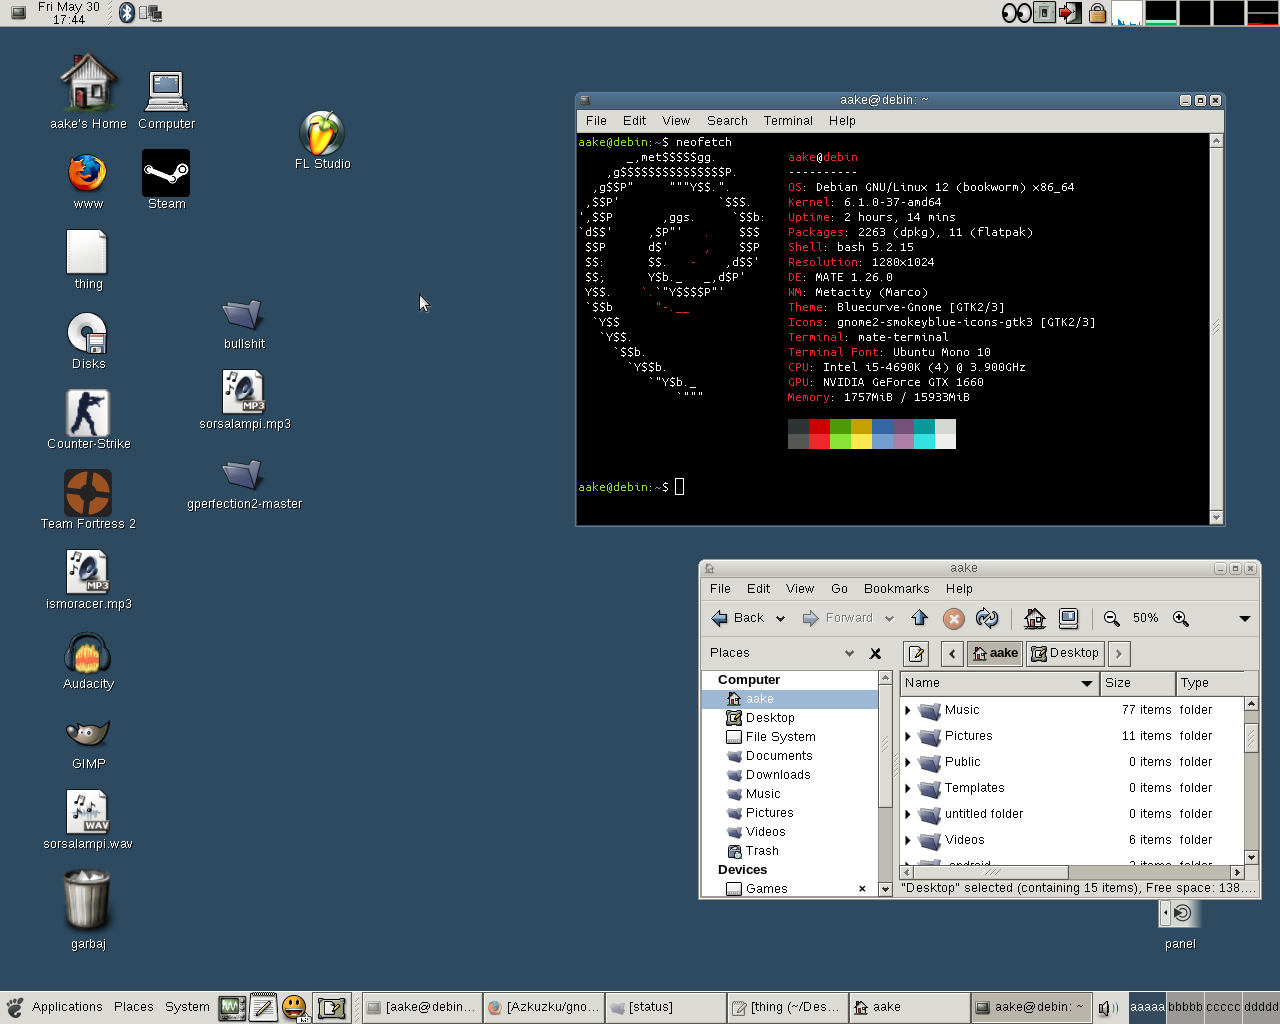 Fri May 30
17:44
aake's Home
Computer
www
Steam
FL Studio
thing
Disks
bullshit
sorsalampi.mp3
Counter-Strike
gperfection2-master
Team Fortress 2
ismoracer.mp3
Audacity
GIMP
sorsalampi.wav
garbaj
aake@debin: ~
File Edit View Search Terminal Help
aake@debin:~$ neofetch
aake@debin
----------
OS: Debian GNU/Linux 12 (bookworm) x86_64
Kernel: 6.1.0-37-amd64
Uptime: 2 hours, 14 mins
Packages: 2263 (dpkg), 11 (flatpak)
Shell: bash 5.2.15
Resolution: 1280x1024
DE: MATE 1.26.0
WM: Metacity (Marco)
Theme: Bluecurve-Gnome [GTK2/3]
Icons: gnome2-smokeyblue-icons-gtk3 [GTK2/3]
Terminal: mate-terminal
Terminal Font: Ubuntu Mono 10
CPU: Intel i5-4690K (4) @ 3.900GHz
GPU: NVIDIA GeForce GTX 1660
Memory: 1757MiB / 15933MiB
aake@debin:~$
aake
File Edit View Go Bookmarks Help
Back Forward 50%
Places
aake Desktop
Computer
aake
Desktop
File System
Documents
Downloads
Music
Pictures
Videos
Trash
Devices
Games
Name Size Type
Music 77 items folder
Pictures 11 items folder
Public 0 items folder
Templates 0 items folder
untitled folder 0 items folder
Videos 6 items folder
"Desktop" selected (containing 15 items), Free space: 138....
panel
Applications Places System
[aake@debin...
[Azkuzku/gno...
[status]
[thing (~/Des...
aake
aake@debin: ~
aaaaa bbbbb ccccc ddddd